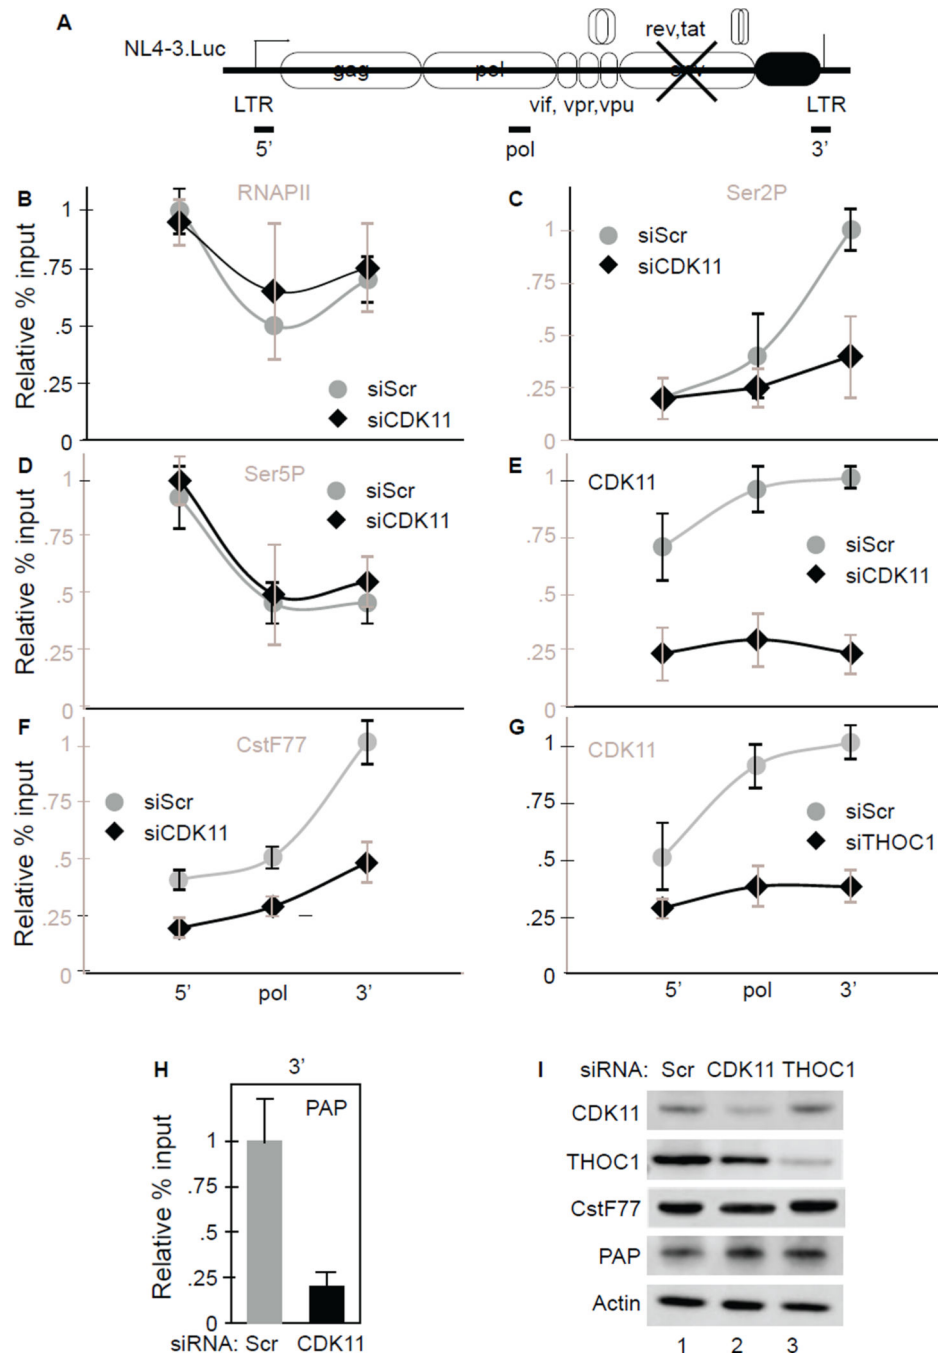 A
NL4-3.Luc
rev,tat
gag
pol
env
LTR
vif, vpr,vpu
LTR
5’
pol
3’
B
RNAPII
C
Ser2P
Relative % input
1
.75
.5
.25
0
siScr
siCDK11
1
.75
.5
.25
0
siScr
siCDK11
D
Ser5P
E
CDK11
Relative % input
1
.75
.5
.25
0
siScr
siCDK11
1
.75
.5
.25
0
siScr
siCDK11
F
CstF77
G
CDK11
Relative % input
1
.75
.5
.25
0
siScr
siCDK11
1
.75
.5
.25
0
siScr
siTHOC1
5’ pol 3’
5’ pol 3’
H
3’
PAP
Relative % input
1
.75
.5
.25
0
siRNA: Scr CDK11
I
siRNA: Scr CDK11 THOC1
CDK11
THOC1
CstF77
PAP
Actin
1 2 3